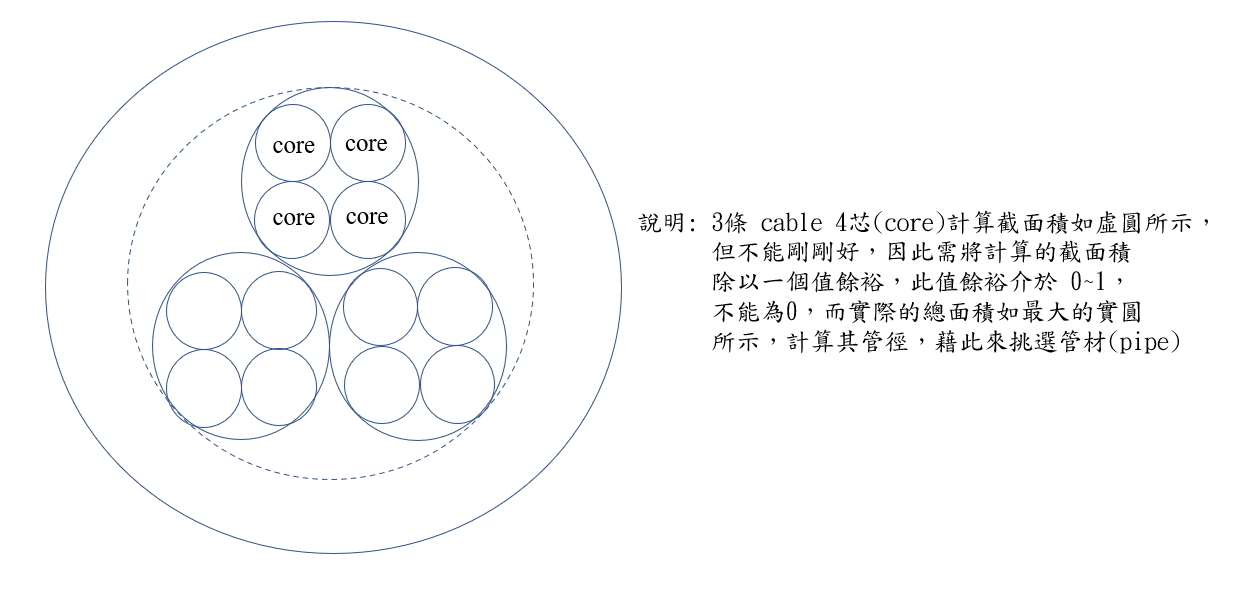 core
core
core
core
說明: 3條 cable 4芯(core)計算截面積如虛圓所示，
但不能剛剛好，因此需將計算的截面積
除以一個值餘裕，此值餘裕介於 0~1，
不能為0，而實際的總面積如最大的實圓
所示，計算其管徑，藉此來挑選管材(pipe)